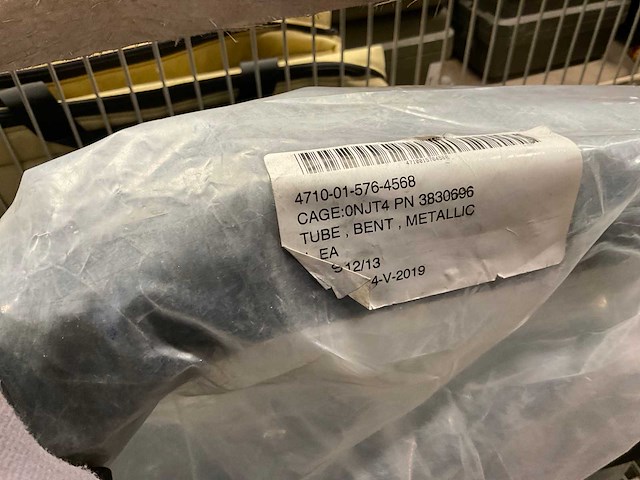 4710-01-576-4568
CAGE:0NJT4 PN 3830696
TUBE , BENT , METALLIC
EA
12/13
4-V-2019